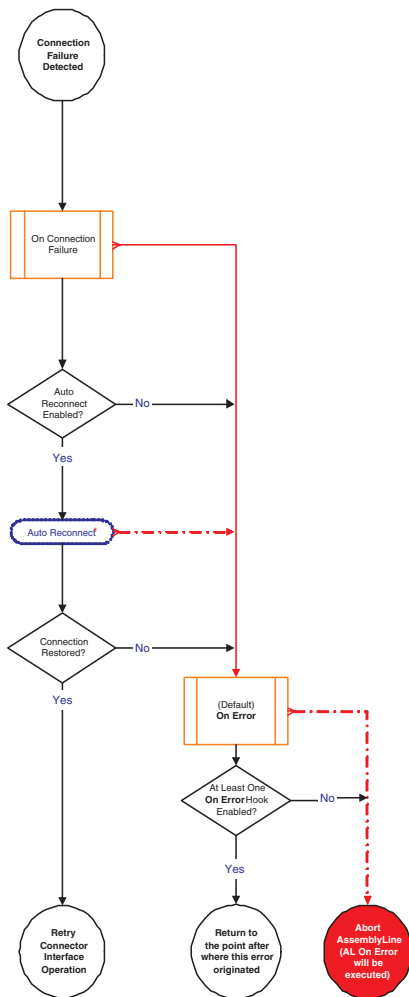 Connection
Failure
Detected
On Connection
Failure
Auto
Reconnect
Enabled?
No
Yes
Auto Reconnect*
Connection
Restored?
No
Yes
(Default)
On Error
At Least One
On Error Hook
Enabled?
No
Yes
Retry
Connector
Interface
Operation
Return to
the point after
where this error
originated
Abort
AssemblyLine
(AL On Error
will be
executed)